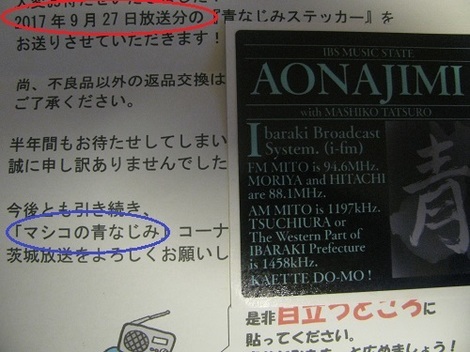 2017年9月27日放送分の『青なじみステッカー』を
お送りさせていただきます!
尚、不良品以外の返品交換は
ご了承ください。
半年間もお待たせしてしまい
誠に申し訳ありませんでした
今後とも引き続き、
「マシコの青なじみ」コーナ
茨城放送をよろしくお願いし
IBS MUSIC STATE
AONAJIMI
with MASHIKO TATSURO
Ibaraki Broadcast
System. (i-fm)
FM MITO is 94.6MHz.
MORIYA and HITACHI
are 88.1MHz.
AM MITO is 1197kHz.
TSUCHIURA or
The Western Part of
IBARAKI Prefecture
is 1458kHz.
KAETTE DO-MO !
青
是非目立つところに
貼ってください。